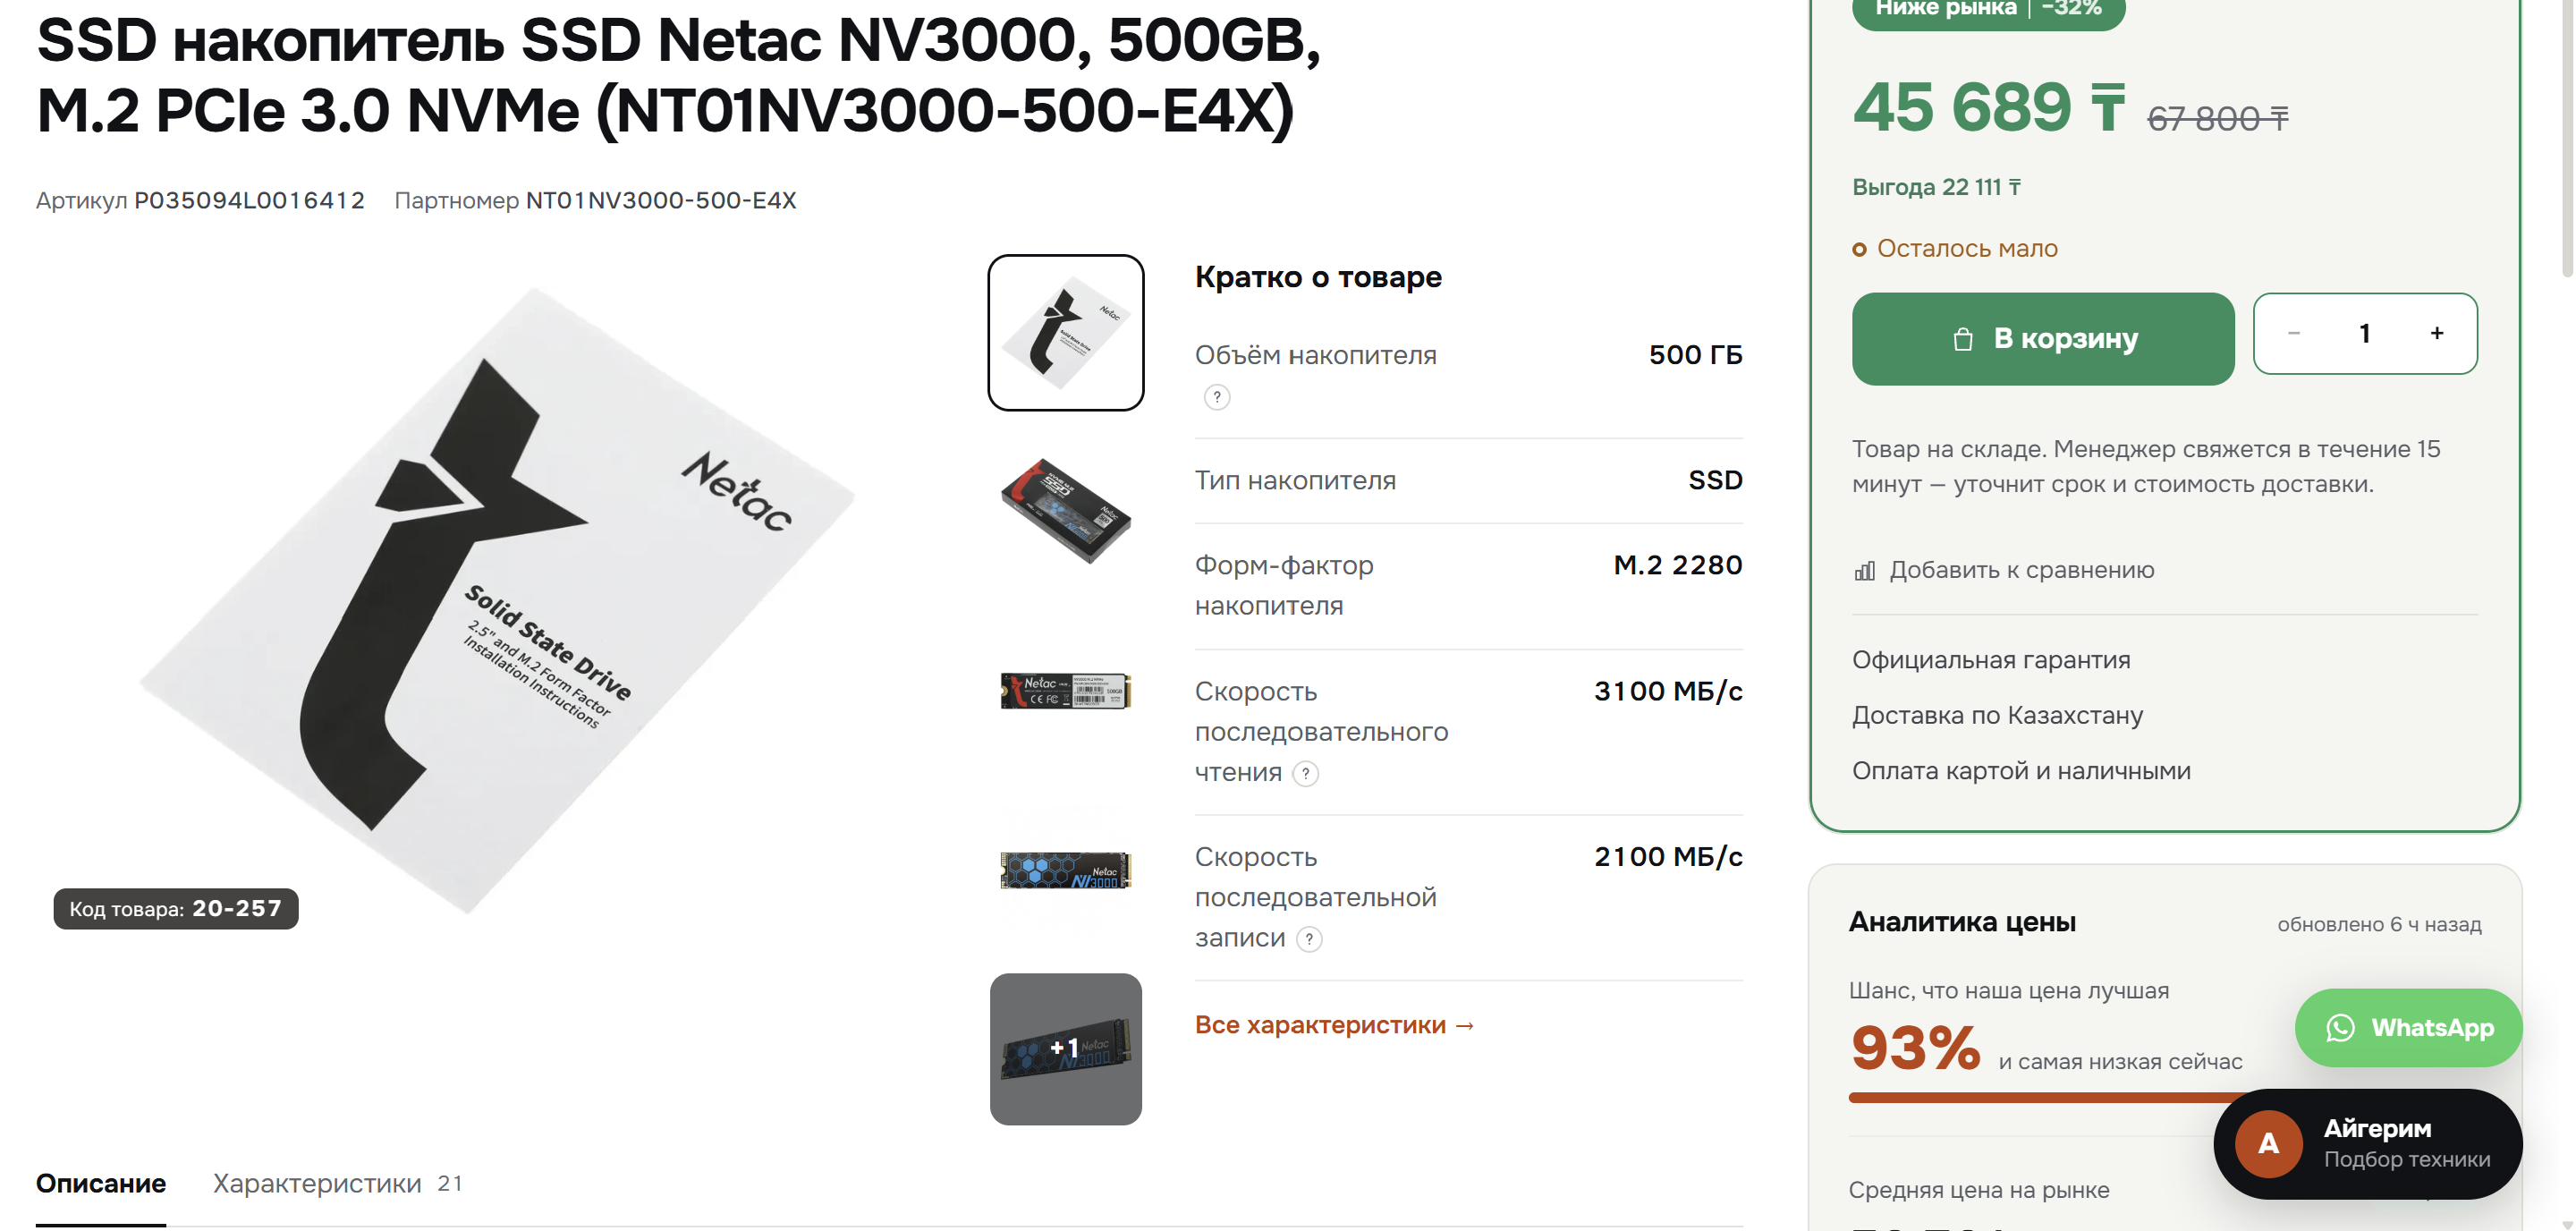 SSD накопитель SSD Netac NV3000, 500GB,
M.2 PCIe 3.0 NVMe (NT01NV3000-500-E4X)
Артикул P035094L0016412 Партномер NT01NV3000-500-E4X
Netac
Solid State Drive
2.5" and M.2 Form Factor
Installation Instructions
Код товара: 20-257
+1
Кратко о товаре
Объём накопителя 500 ГБ
?
Тип накопителя SSD
Форм-фактор M.2 2280
накопителя
Скорость 3100 МБ/с
последовательного
чтения ?
Скорость 2100 МБ/с
последовательной
записи ?
Все характеристики →
Описание Характеристики 21
Ниже рынка | −32%
45 689 ₸ 67 800 ₸
Выгода 22 111 ₸
Осталось мало
В корзину − 1 +
Товар на складе. Менеджер свяжется в течение 15
минут — уточнит срок и стоимость доставки.
Добавить к сравнению
Официальная гарантия
Доставка по Казахстану
Оплата картой и наличными
Аналитика цены обновлено 6 ч назад
Шанс, что наша цена лучшая
93% и самая низкая сейчас
WhatsApp
А
Айгерим
Подбор техники
Средняя цена на рынке